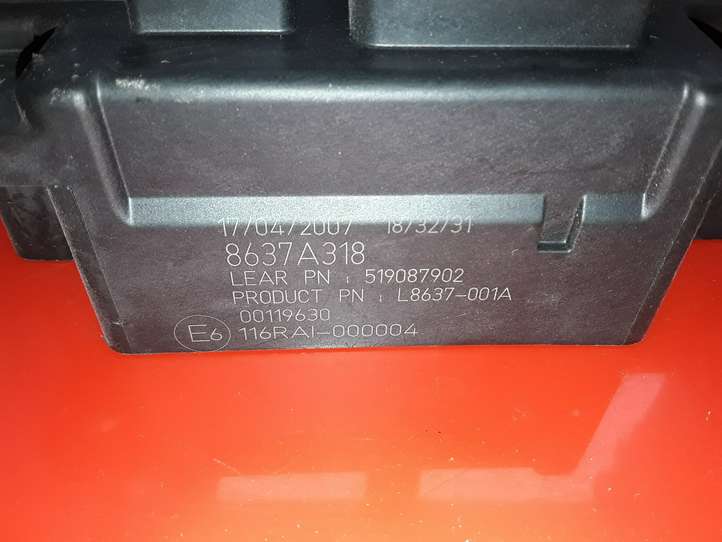 17/04/2007 18/32/31
8637A318
LEAR PN : 519087902
PRODUCT PN : L8637-001A
00119630
E6 116RAI-000004